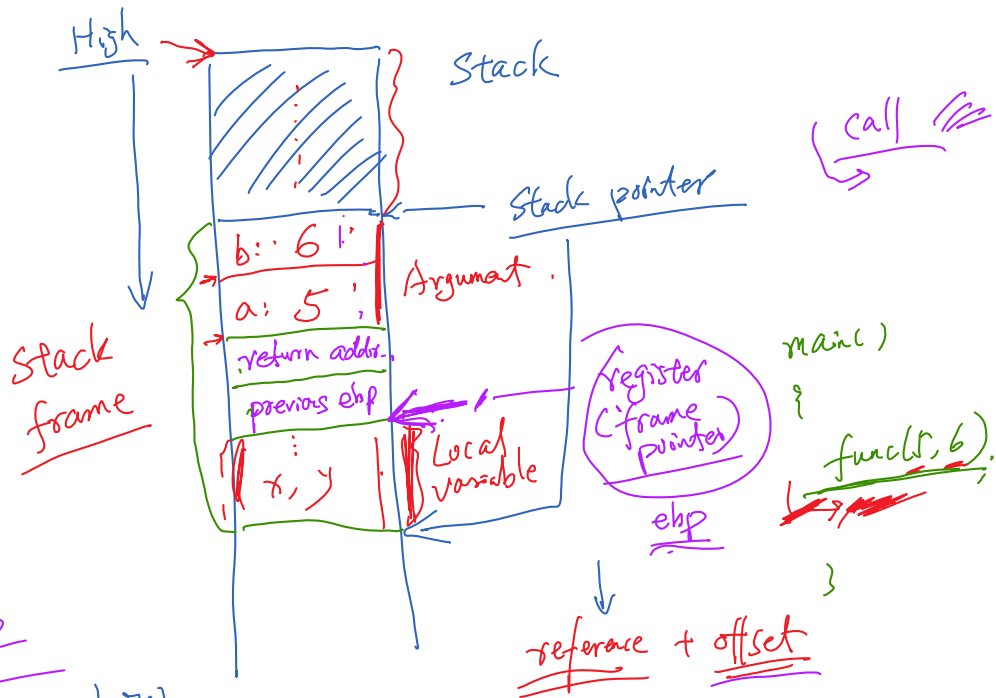 High
Stack
call
Stack pointer
b: 6
Argument
a: 5
return addr.
previous ebp
Stack
frame
register
(frame
pointer)
ebp
x, y
Local
variable
main()
{
func(5, 6);
}
reference + offset